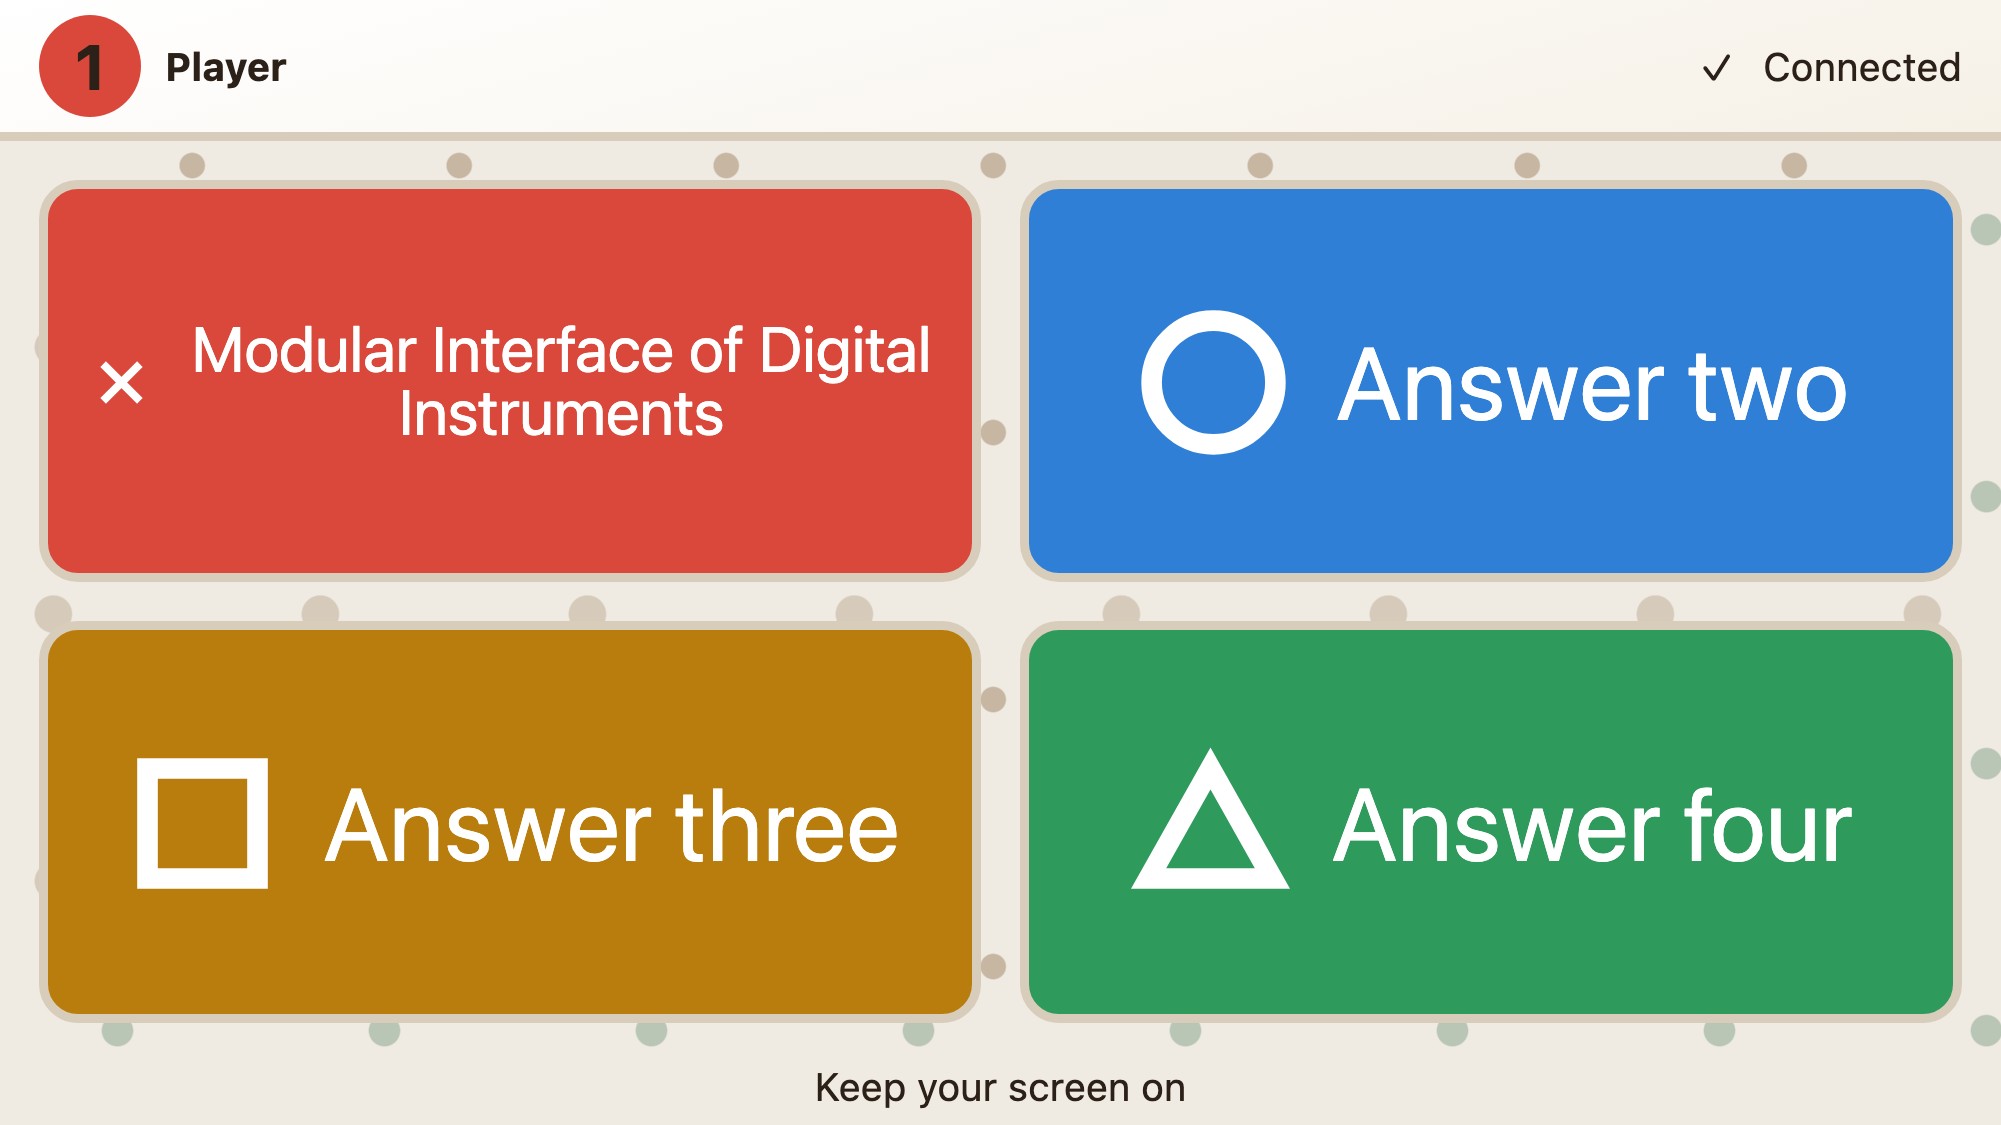 1
Player
✓ Connected
Modular Interface of Digital
Instruments
Answer two
Answer three
Answer four
Keep your screen on